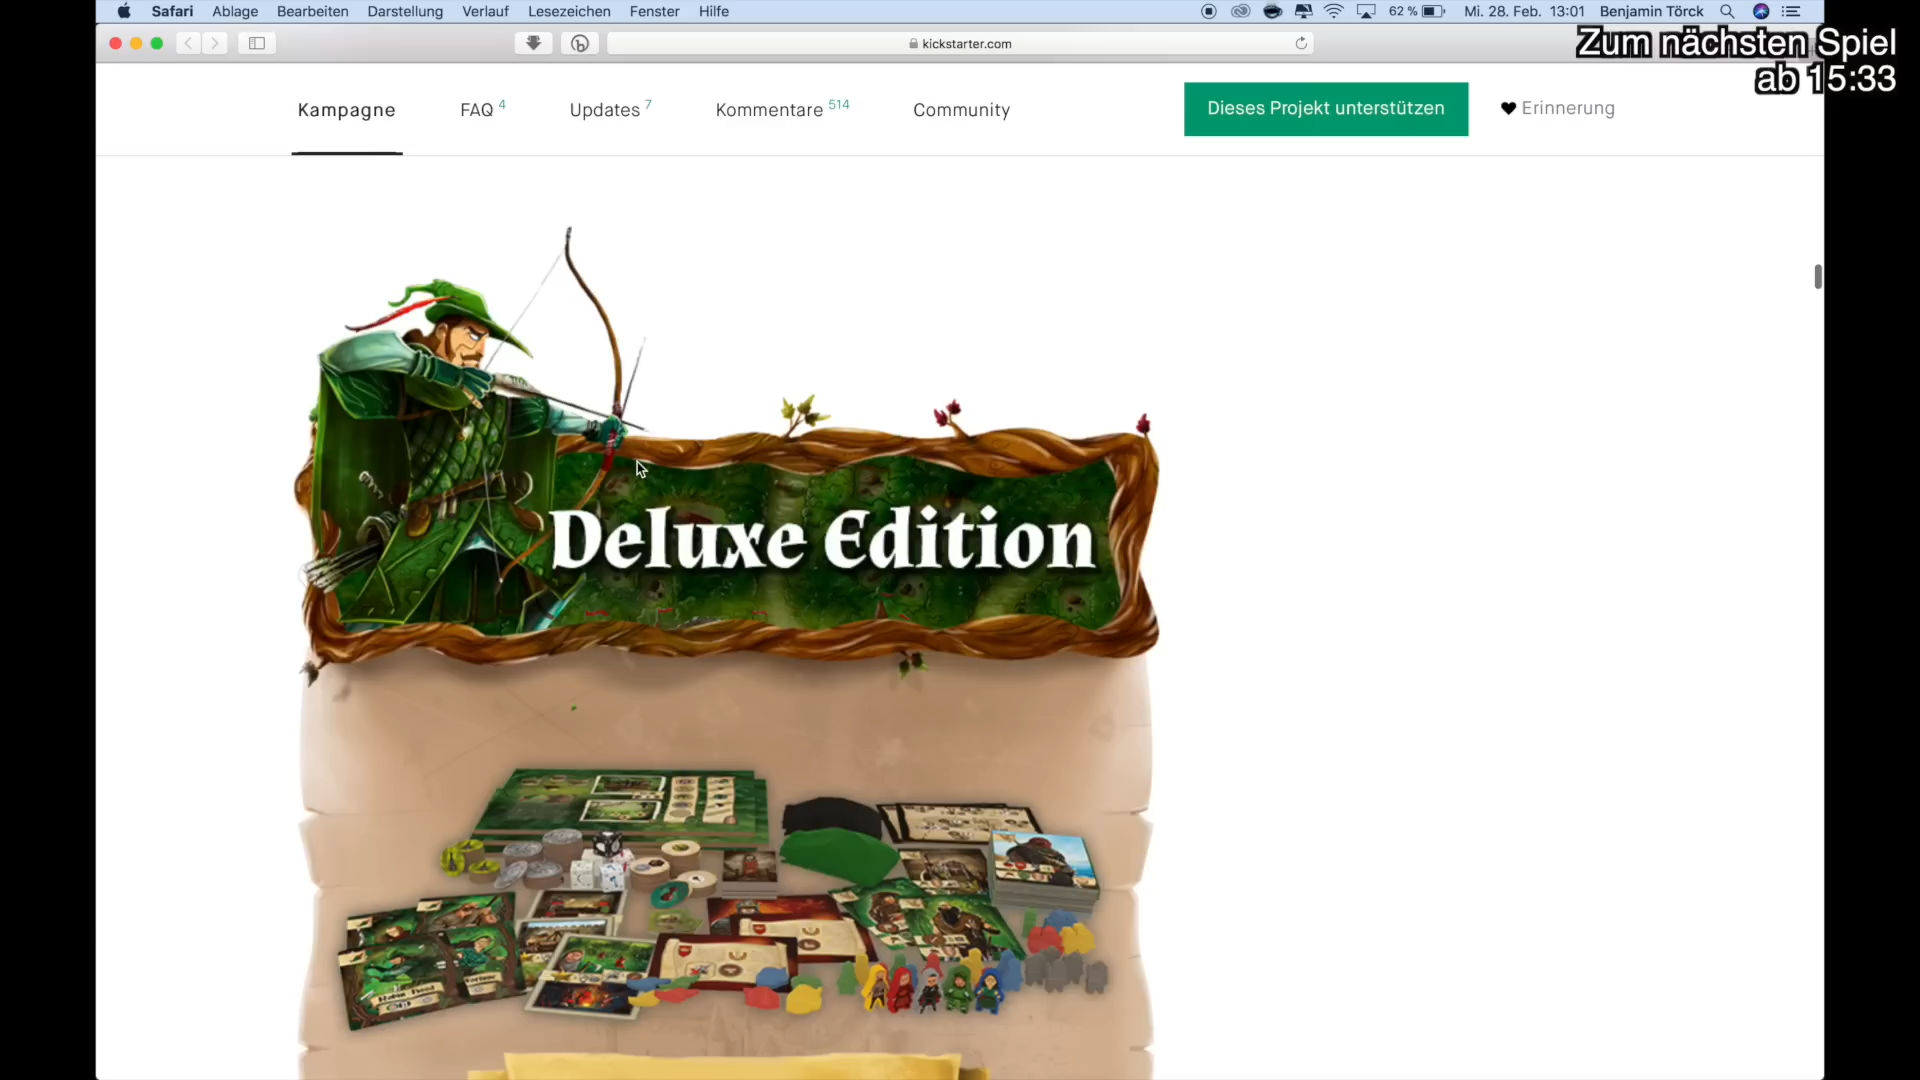 Safari Ablage Bearbeiten Darstellung Verlauf Lesezeichen Fenster Hilfe
62 % Mi. 28. Feb. 13:01 Benjamin Törck
kickstarter.com
Zum nächsten Spiel
ab 15:33
Kampagne FAQ 4 Updates 7 Kommentare 514 Community
Dieses Projekt unterstützen
Erinnerung
Deluxe Edition
Robin Hood